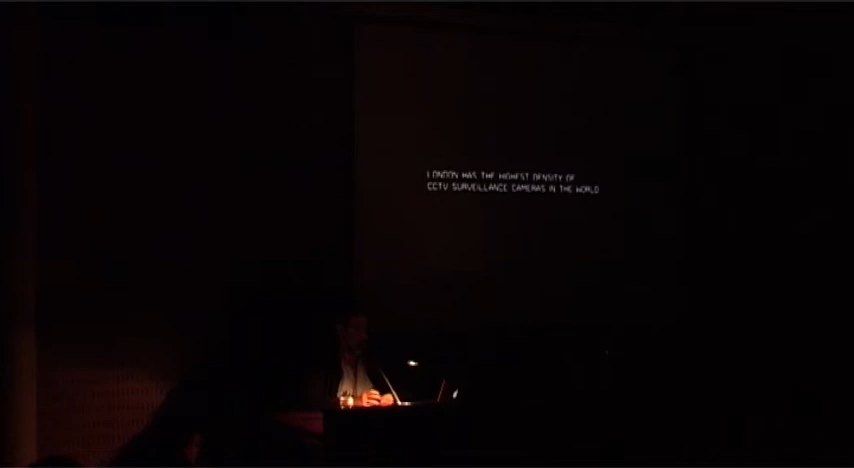 LONDON HAS THE HIGHEST DENSITY OF
CCTV SURVEILLANCE CAMERAS IN THE WORLD